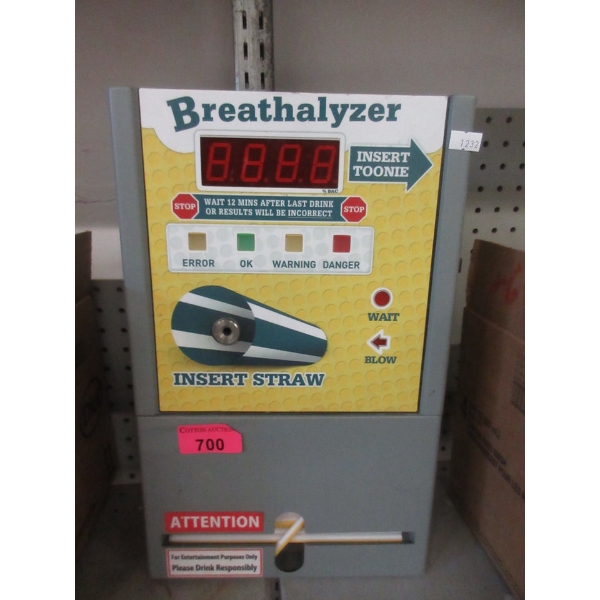 Breathalyzer
8888
% BAC
INSERT
TOONIE
1232
STOP
WAIT 12 MINS AFTER LAST DRINK
OR RESULTS WILL BE INCORRECT
STOP
ERROR OK WARNING DANGER
WAIT
BLOW
INSERT STRAW
700
ATTENTION
For Entertainment Purposes Only
Please Drink Responsibly